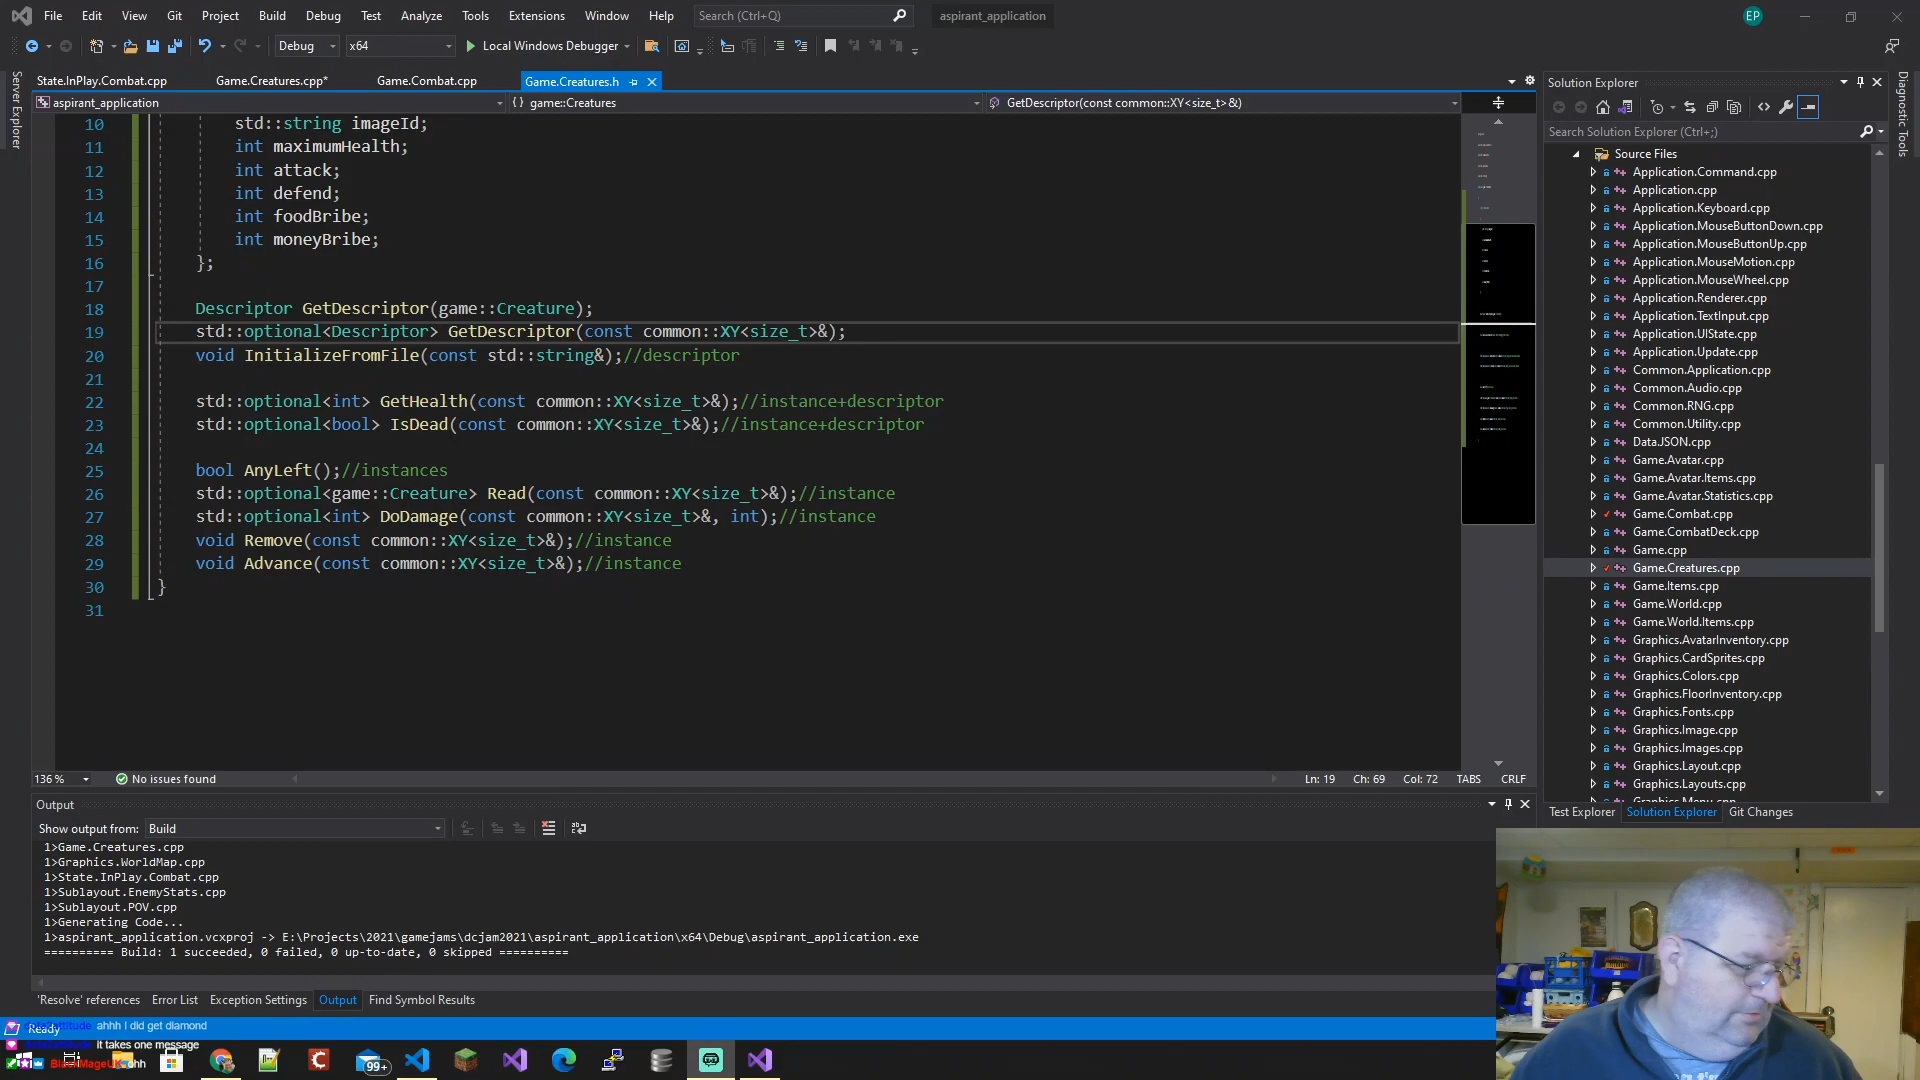 File Edit View Git Project Build Debug Test Analyze Tools Extensions Window Help Search (Ctrl+Q) aspirant_application EP
Debug x64 Local Windows Debugger
State.InPlay.Combat.cpp Game.Creatures.cpp* Game.Combat.cpp Game.Creatures.h
aspirant_application { } game::Creatures GetDescriptor(const common::XY<size_t>&)
Server Explorer
10 std::string imageId;
11 int maximumHealth;
12 int attack;
13 int defend;
14 int foodBribe;
15 int moneyBribe;
16 };
17
18 Descriptor GetDescriptor(game::Creature);
19 std::optional<Descriptor> GetDescriptor(const common::XY<size_t>&);
20 void InitializeFromFile(const std::string&);//descriptor
21
22 std::optional<int> GetHealth(const common::XY<size_t>&);//instance+descriptor
23 std::optional<bool> IsDead(const common::XY<size_t>&);//instance+descriptor
24
25 bool AnyLeft();//instances
26 std::optional<game::Creature> Read(const common::XY<size_t>&);//instance
27 std::optional<int> DoDamage(const common::XY<size_t>&, int);//instance
28 void Remove(const common::XY<size_t>&);//instance
29 void Advance(const common::XY<size_t>&);//instance
30 }
31
136 % No issues found Ln: 19 Ch: 69 Col: 72 TABS CRLF
Output
Show output from: Build
1>Game.Creatures.cpp
1>Graphics.WorldMap.cpp
1>State.InPlay.Combat.cpp
1>Sublayout.EnemyStats.cpp
1>Sublayout.POV.cpp
1>Generating Code...
1>aspirant_application.vcxproj -> E:\Projects\2021\gamejams\dcjam2021\aspirant_application\x64\Debug\aspirant_application.exe
========== Build: 1 succeeded, 0 failed, 0 up-to-date, 0 skipped ==========
'Resolve' references Error List Exception Settings Output Find Symbol Results
Solution Explorer
Search Solution Explorer (Ctrl+;)
Source Files
Application.Command.cpp
Application.cpp
Application.Keyboard.cpp
Application.MouseButtonDown.cpp
Application.MouseButtonUp.cpp
Application.MouseMotion.cpp
Application.MouseWheel.cpp
Application.Renderer.cpp
Application.TextInput.cpp
Application.UIState.cpp
Application.Update.cpp
Common.Application.cpp
Common.Audio.cpp
Common.RNG.cpp
Common.Utility.cpp
Data.JSON.cpp
Game.Avatar.cpp
Game.Avatar.Items.cpp
Game.Avatar.Statistics.cpp
Game.Combat.cpp
Game.CombatDeck.cpp
Game.cpp
Game.Creatures.cpp
Game.Items.cpp
Game.World.cpp
Game.World.Items.cpp
Graphics.AvatarInventory.cpp
Graphics.CardSprites.cpp
Graphics.Colors.cpp
Graphics.FloorInventory.cpp
Graphics.Fonts.cpp
Graphics.Image.cpp
Graphics.Images.cpp
Graphics.Layout.cpp
Graphics.Layouts.cpp
Graphics.Menu.cpp
Test Explorer Solution Explorer Git Changes
Diagnostic Tools
Ready
ahhh I did get diamond
it takes one message
ohh
99+